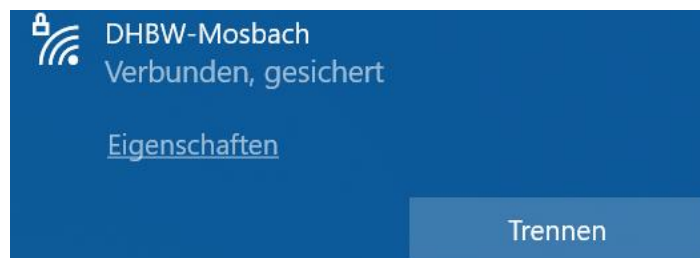 DHBW-Mosbach
Verbunden, gesichert
Eigenschaften
Trennen